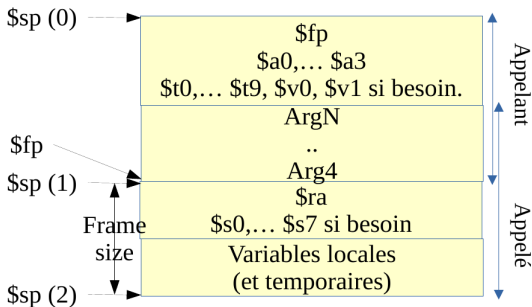 $sp (0)
$fp
$a0,... $a3
$t0,... $t9, $v0, $v1 si besoin.
ArgN
..
Arg4
$fp
$sp (1)
$ra
$s0,... $s7 si besoin
Frame
size
Variables locales
(et temporaires)
$sp (2)
Appelant
Appelé